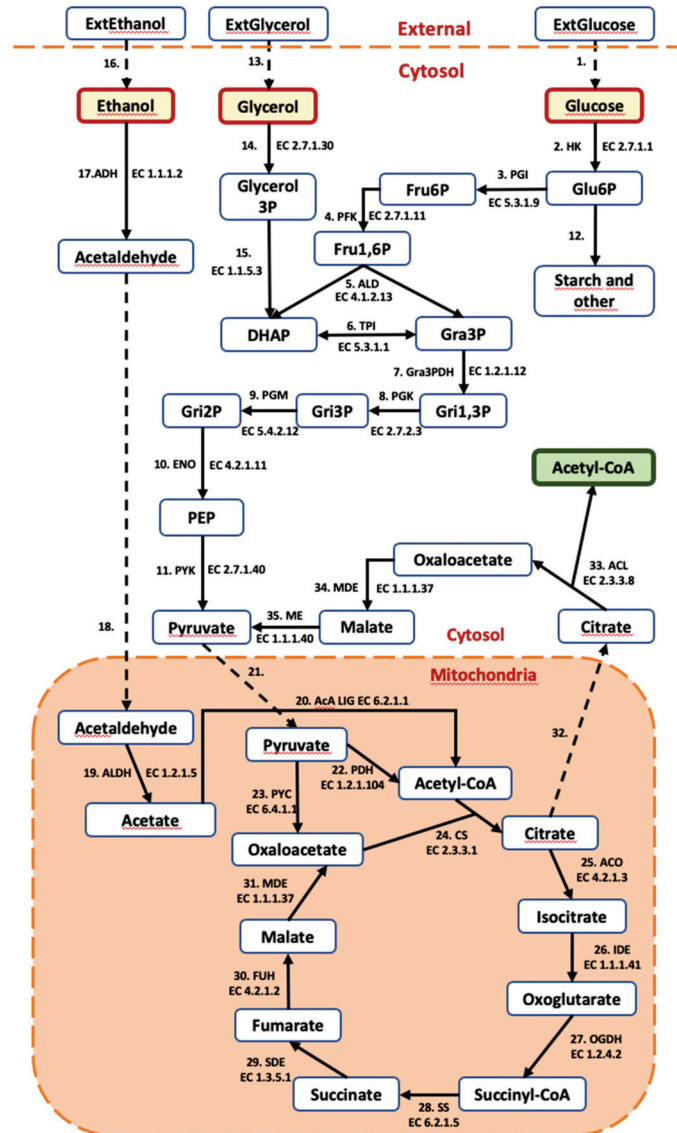 ExtEthanol
ExtGlycerol
External
ExtGlucose
16.
13.
Cytosol
1.
Ethanol
Glycerol
Glucose
17.ADH EC 1.1.1.2
14. EC 2.7.1.30
2. HK EC 2.7.1.1
Glycerol
3P
Fru6P
3. PGI
EC 5.3.1.9
Glu6P
4. PFK EC 2.7.1.11
12.
Acetaldehyde
15.
EC 1.1.5.3
Fru1,6P
Starch and
other
5. ALD
EC 4.1.2.13
DHAP
6. TPI
EC 5.3.1.1
Gra3P
7. Gra3PDH EC 1.2.1.12
Gri2P
9. PGM
EC 5.4.2.12
Gri3P
8. PGK
EC 2.7.2.3
Gri1,3P
10. ENO EC 4.2.1.11
Acetyl-CoA
PEP
Oxaloacetate
33. ACL
EC 2.3.3.8
11. PYK EC 2.7.1.40
34. MDE EC 1.1.1.37
18.
Pyruvate
35. ME
EC 1.1.1.40
Malate
Cytosol
Citrate
21.
Mitochondria
20. AcA LIG EC 6.2.1.1
32.
Acetaldehyde
Pyruvate
19. ALDH EC 1.2.1.5
22. PDH
EC 1.2.1.104
Acetyl-CoA
23. PYC
EC 6.4.1.1
Acetate
24. CS
EC 2.3.3.1
Citrate
Oxaloacetate
25. ACO
EC 4.2.1.3
31. MDE
EC 1.1.1.37
Isocitrate
Malate
26. IDE
EC 1.1.1.41
30. FUH
EC 4.2.1.2
Oxoglutarate
Fumarate
27. OGDH
EC 1.2.4.2
29. SDE
EC 1.3.5.1
Succinate
28. SS
EC 6.2.1.5
Succinyl-CoA